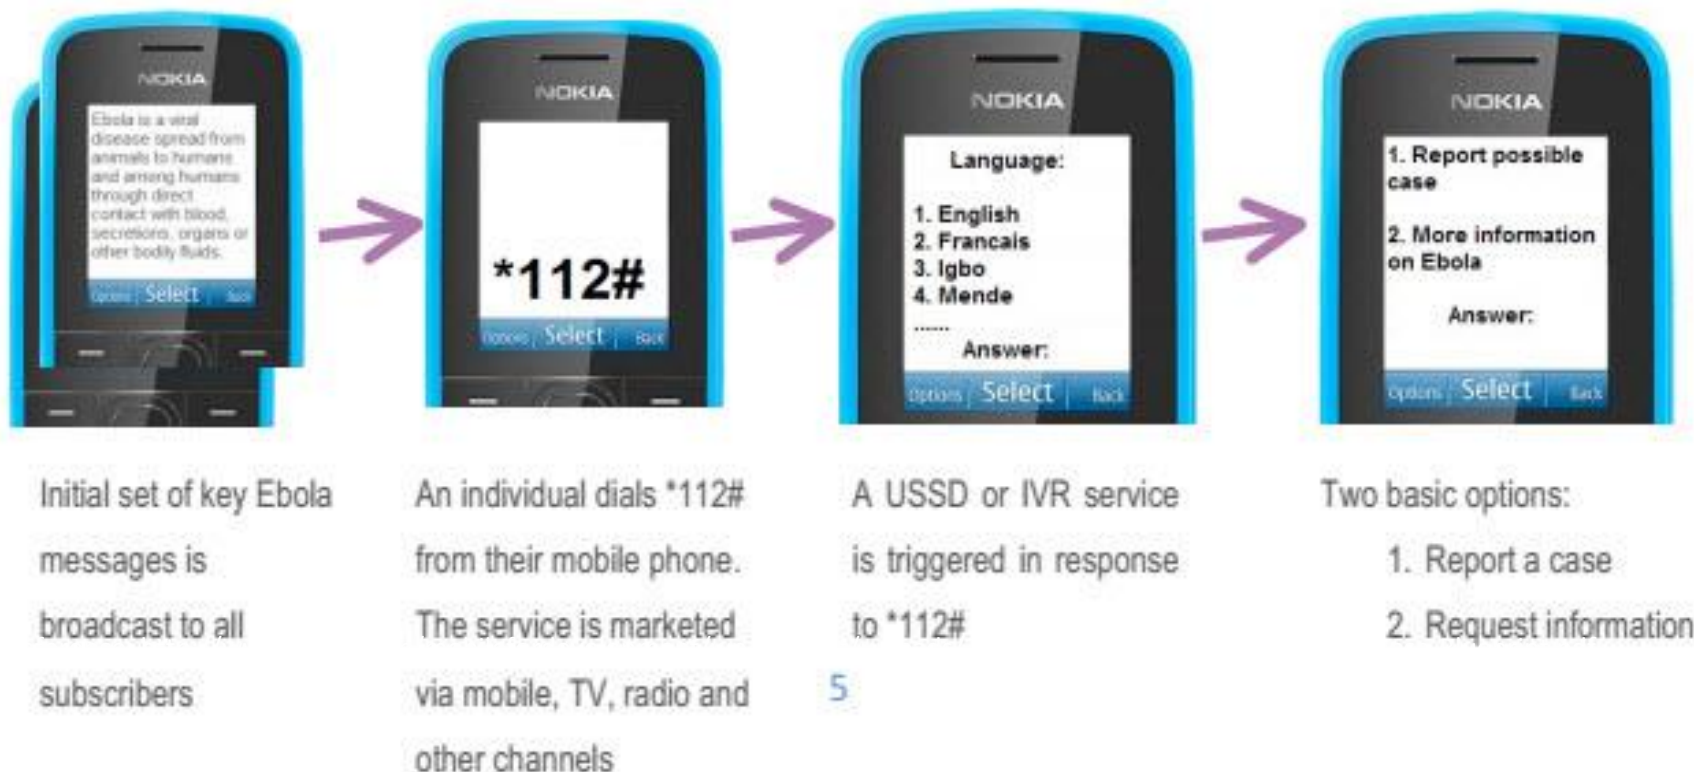 NOKIA
Ebola is a viral
disease spread from
animals to humans
and among humans
through direct
contact with blood,
secretions, organs or
other bodily fluids.
Options Select Back
NOKIA
*112#
Options Select Back
NOKIA
Language:
1. English
2. Francais
3. Igbo
4. Mende
......
Answer:
Options Select Back
NOKIA
1. Report possible
case
2. More information
on Ebola
Answer:
Options Select Back
Initial set of key Ebola
messages is
broadcast to all
subscribers
An individual dials *112#
from their mobile phone.
The service is marketed
via mobile, TV, radio and
other channels
A USSD or IVR service
is triggered in response
to *112#
5
Two basic options:
1. Report a case
2. Request information